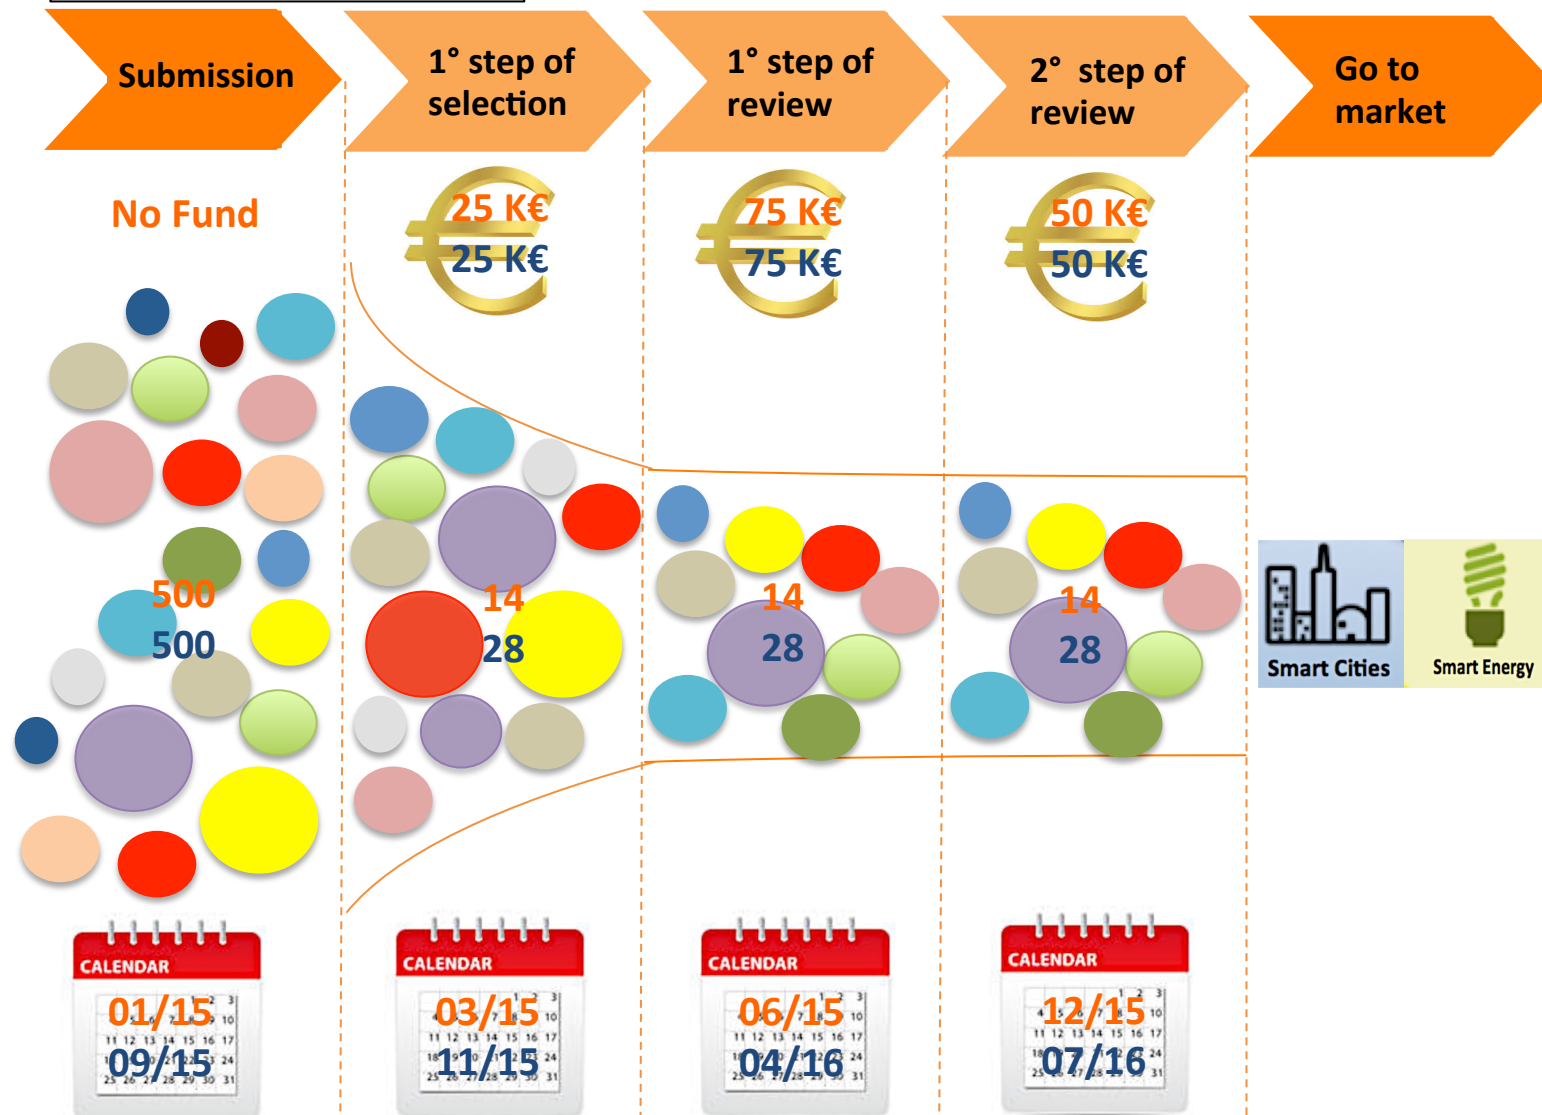 Submission
1° step of
selection
1° step of
review
2° step of
review
Go to
market
No Fund
25 K€
25 K€
75 K€
75 K€
50 K€
50 K€
500
500
14
28
14
28
14
28
Smart Cities
Smart Energy
CALENDAR
01/15
09/15
CALENDAR
03/15
11/15
CALENDAR
06/15
04/16
CALENDAR
12/15
07/16